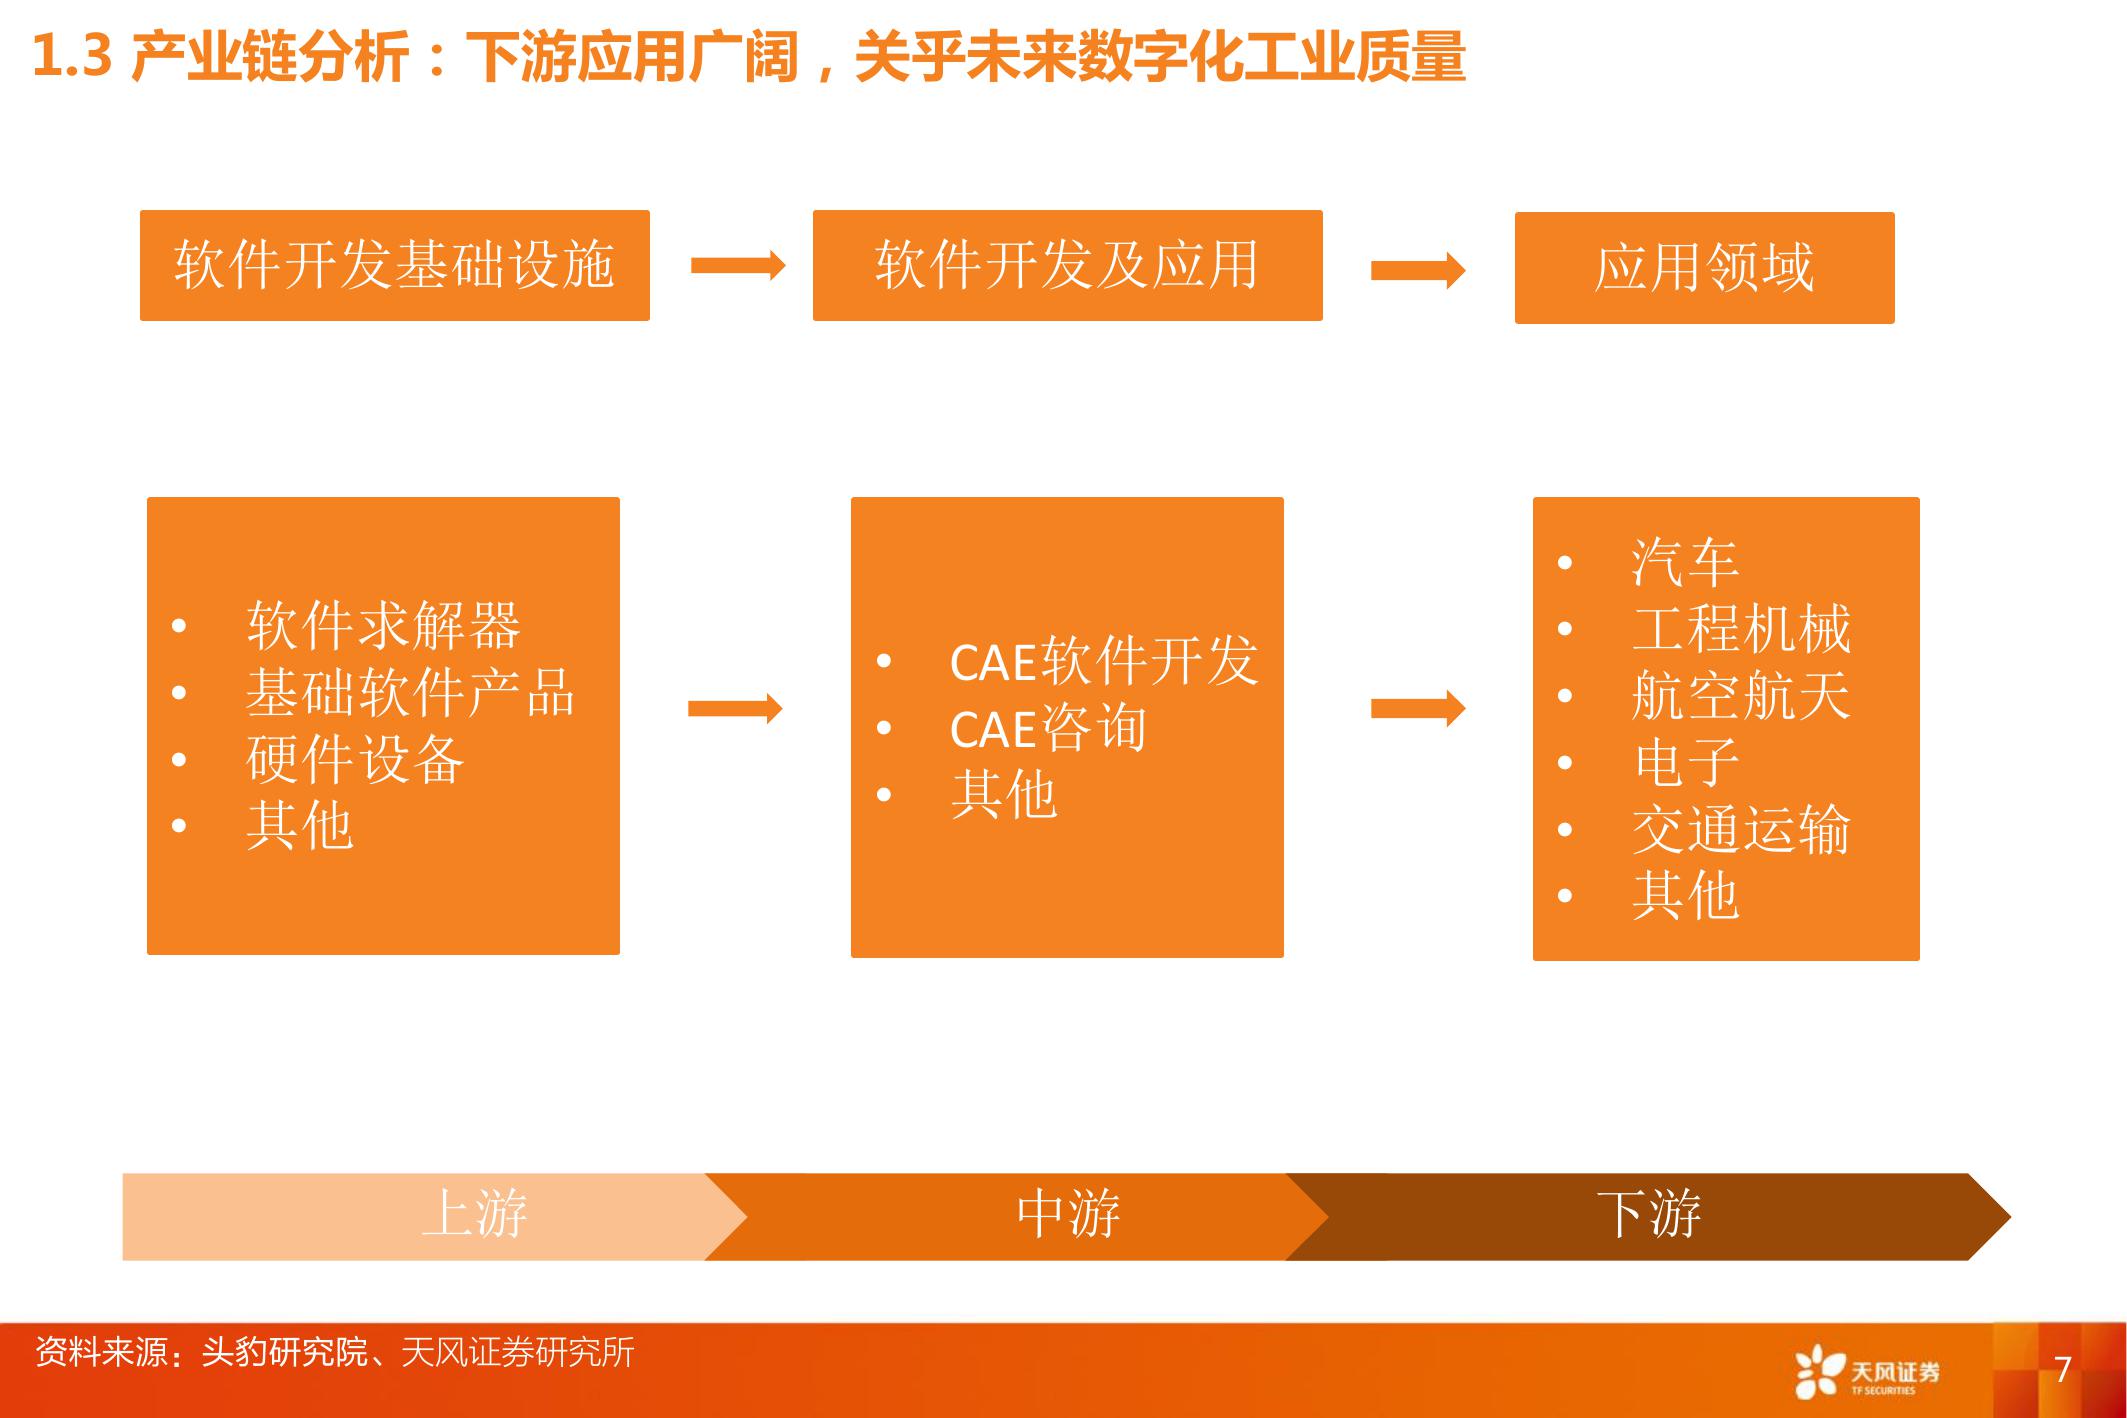 1.3 产业链分析：下游应用广阔，关乎未来数字化工业质量
软件开发基础设施
软件开发及应用
应用领域
• 软件求解器
• 基础软件产品
• 硬件设备
• 其他
• CAE软件开发
• CAE咨询
• 其他
• 汽车
• 工程机械
• 航空航天
• 电子
• 交通运输
• 其他
上游
中游
下游
资料来源：头豹研究院、天风证券研究所
天风证券
TF SECURITIES
7